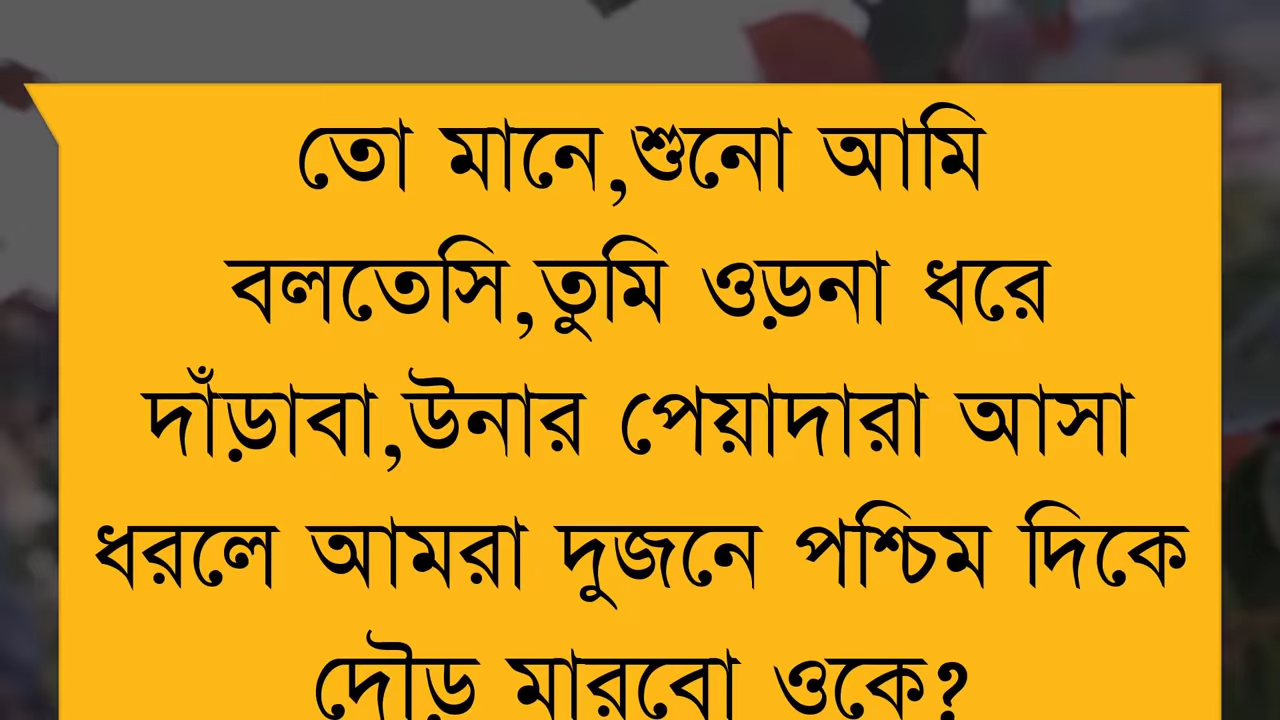 তো মানে,শুনো আমি
বলতেসি,তুমি ওড়না ধরে
দাঁড়াবা,উনার পেয়াদারা আসা
ধরলে আমরা দুজনে পশ্চিম দিকে
দৌড় মারবো ওকে?